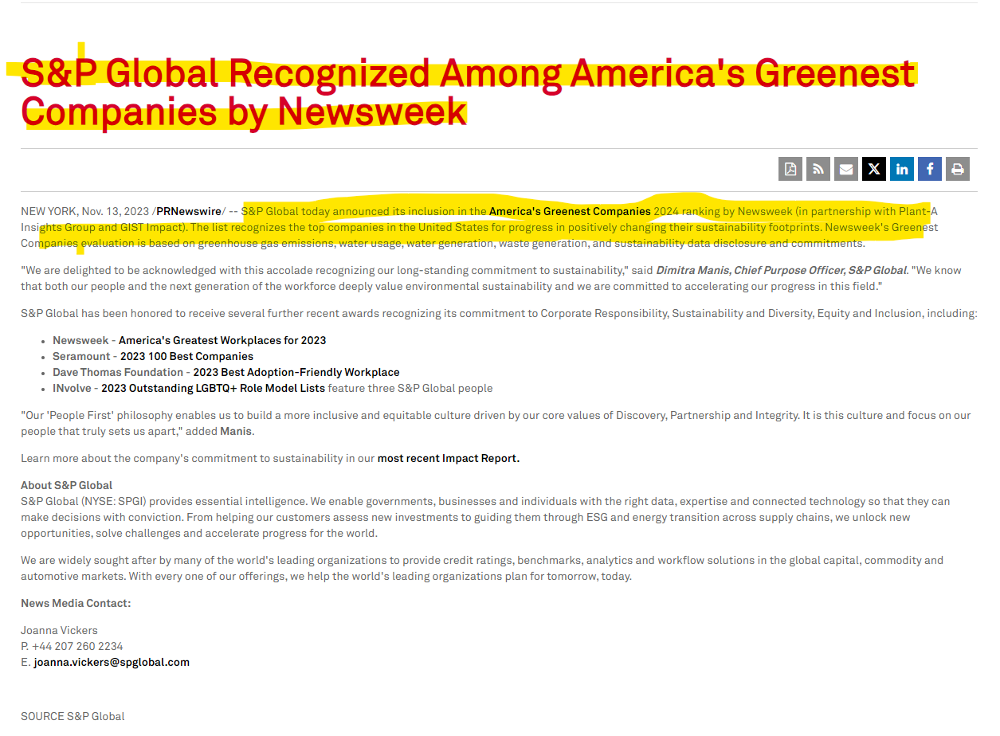 S&P Global Recognized Among America's Greenest
Companies by Newsweek
NEW YORK, Nov. 13, 2023 /PRNewswire/ -- S&P Global today announced its inclusion in the America's Greenest Companies 2024 ranking by Newsweek (in partnership with Plant-A
Insights Group and GIST Impact). The list recognizes the top companies in the United States for progress in positively changing their sustainability footprints. Newsweek's Greenest
Companies evaluation is based on greenhouse gas emissions, water usage, water generation, waste generation, and sustainability data disclosure and commitments.
"We are delighted to be acknowledged with this accolade recognizing our long-standing commitment to sustainability," said Dimitra Manis, Chief Purpose Officer, S&P Global. "We know
that both our people and the next generation of the workforce deeply value environmental sustainability and we are committed to accelerating our progress in this field."
S&P Global has been honored to receive several further recent awards recognizing its commitment to Corporate Responsibility, Sustainability and Diversity, Equity and Inclusion, including:
• Newsweek - America's Greatest Workplaces for 2023
• Seramount - 2023 100 Best Companies
• Dave Thomas Foundation - 2023 Best Adoption-Friendly Workplace
• INvolve - 2023 Outstanding LGBTQ+ Role Model Lists feature three S&P Global people
"Our 'People First' philosophy enables us to build a more inclusive and equitable culture driven by our core values of Discovery, Partnership and Integrity. It is this culture and focus on our
people that truly sets us apart," added Manis.
Learn more about the company's commitment to sustainability in our most recent Impact Report.
About S&P Global
S&P Global (NYSE: SPGI) provides essential intelligence. We enable governments, businesses and individuals with the right data, expertise and connected technology so that they can
make decisions with conviction. From helping our customers assess new investments to guiding them through ESG and energy transition across supply chains, we unlock new
opportunities, solve challenges and accelerate progress for the world.
We are widely sought after by many of the world's leading organizations to provide credit ratings, benchmarks, analytics and workflow solutions in the global capital, commodity and
automotive markets. With every one of our offerings, we help the world's leading organizations plan for tomorrow, today.
News Media Contact:
Joanna Vickers
P. +44 207 260 2234
E. joanna.vickers@spglobal.com
SOURCE S&P Global